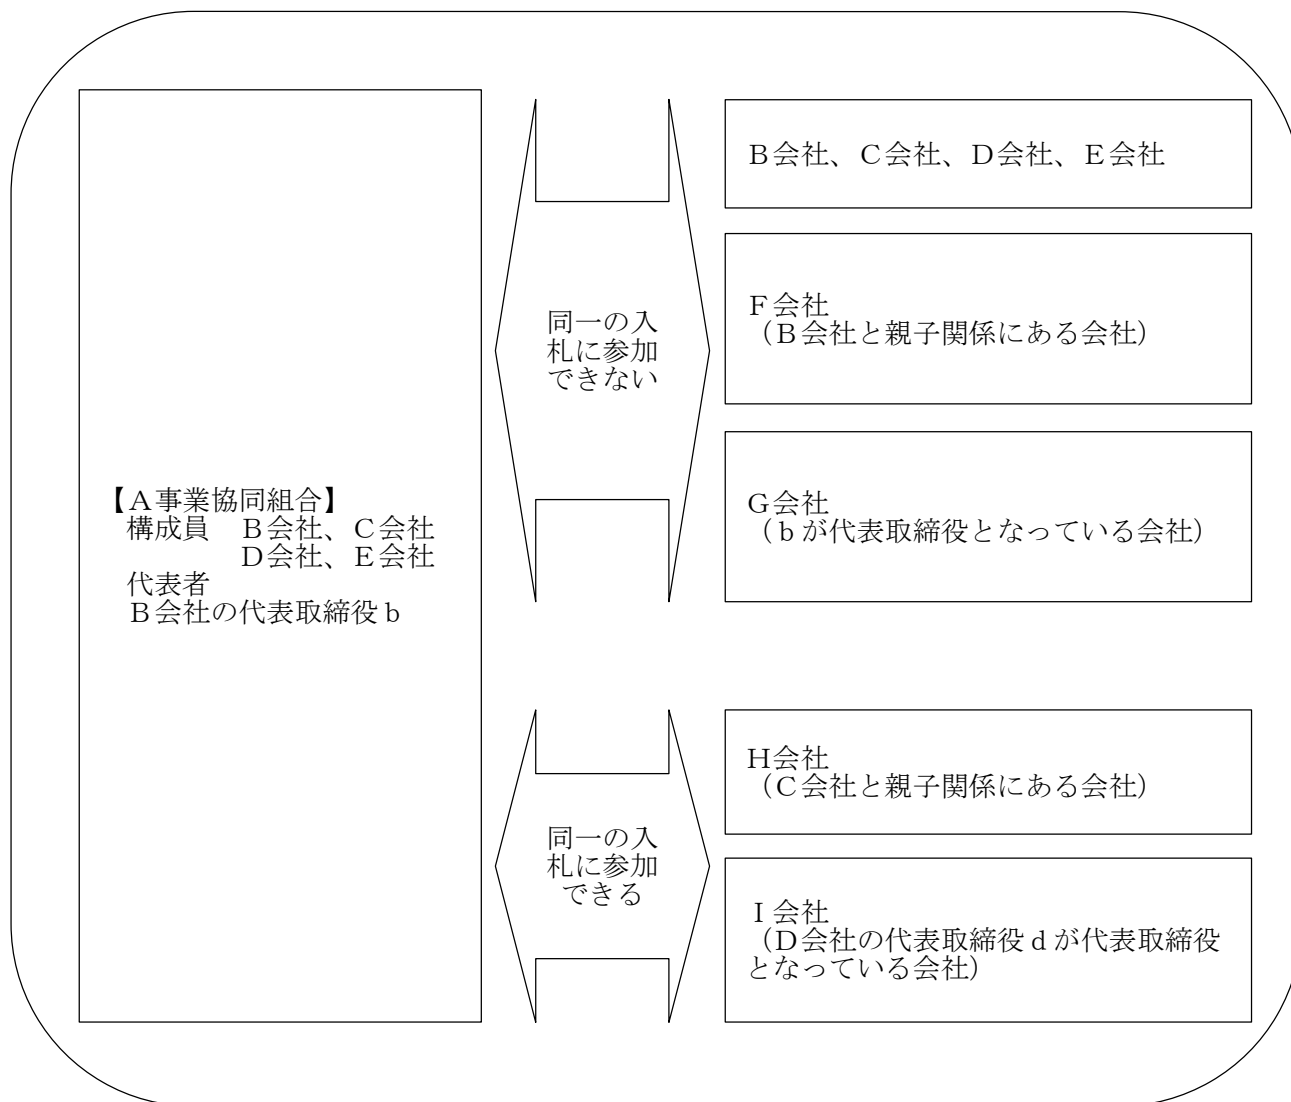 【Ａ事業協同組合】
構成員　Ｂ会社、Ｃ会社
Ｄ会社、Ｅ会社
代表者
Ｂ会社の代表取締役ｂ
同一の入
札に参加
できない
Ｂ会社、Ｃ会社、Ｄ会社、Ｅ会社
Ｆ会社
（Ｂ会社と親子関係にある会社）
Ｇ会社
（ｂが代表取締役となっている会社）
同一の入
札に参加
できる
Ｈ会社
（Ｃ会社と親子関係にある会社）
Ｉ会社
（Ｄ会社の代表取締役ｄが代表取締役
となっている会社）